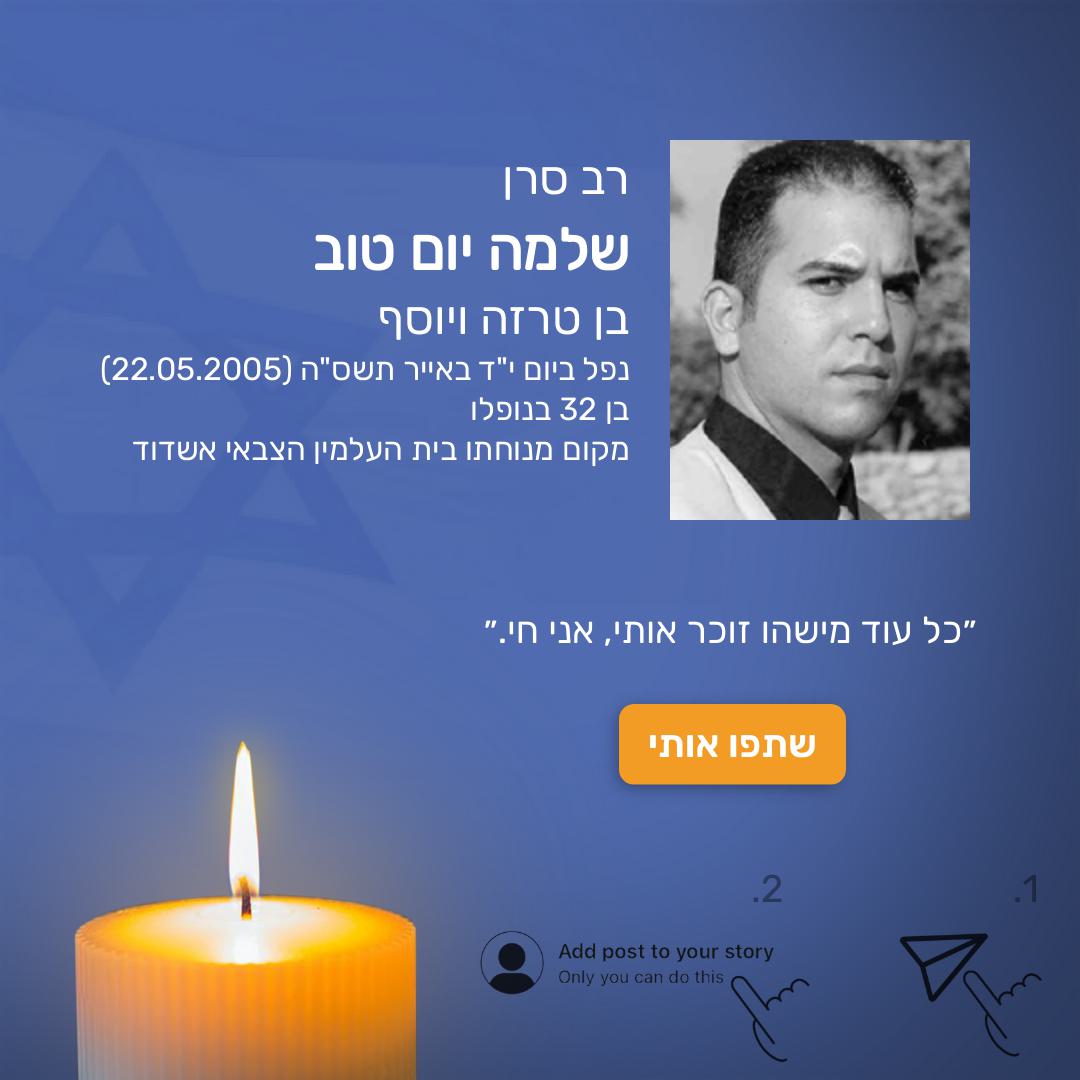 רב סרן
שלמה יום טוב
בן טרזה ויוסף
נפל ביום י"ד באייר תשס"ה (22.05.2005)
בן 32 בנופלו
מקום מנוחתו בית העלמין הצבאי אשדוד
״כל עוד מישהו זוכר אותי, אני חי.״
שתפו אותי
.1
.2
Add post to your story
Only you can do this